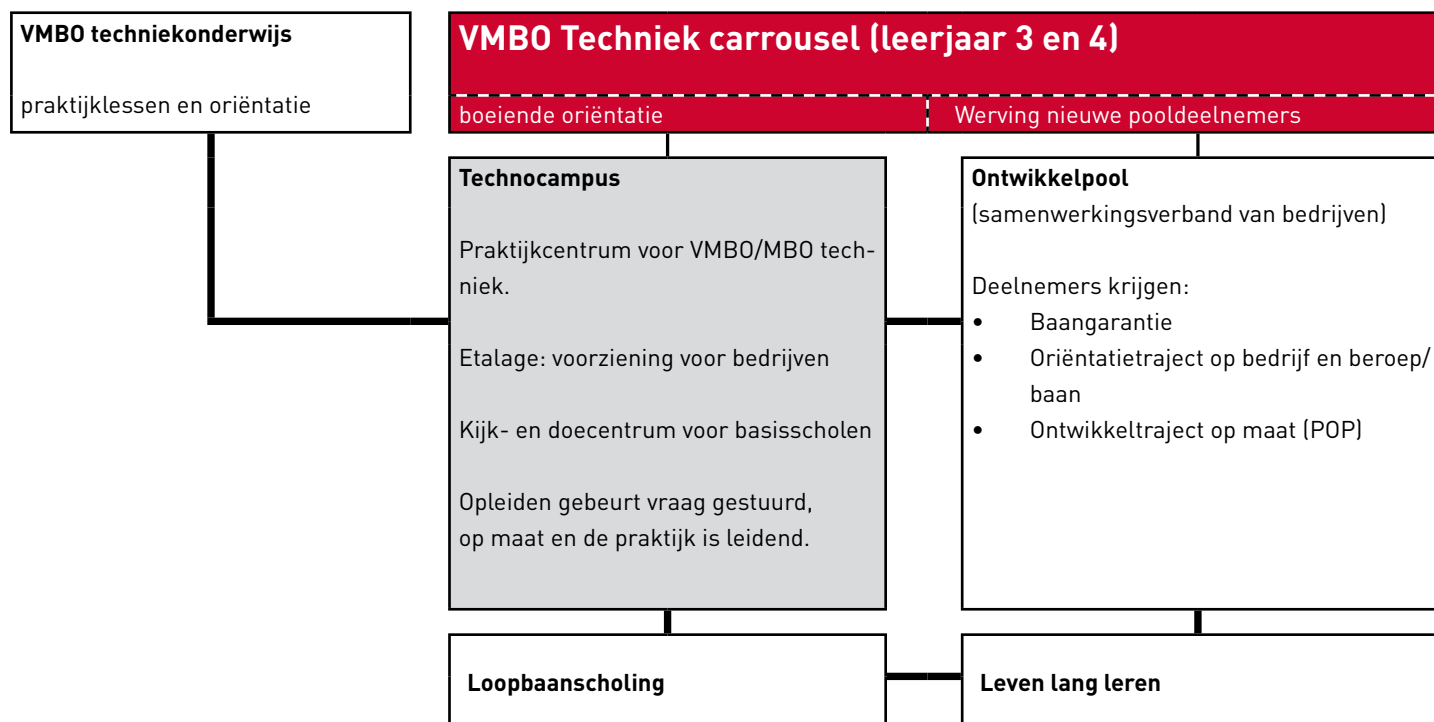 VMBO techniekonderwijs
praktijklessen en oriëntatie
VMBO Techniek carrousel (leerjaar 3 en 4)
boeiende oriëntatie
Werving nieuwe pooldeelnemers
Technocampus
Praktijkcentrum voor VMBO/MBO tech-
niek.
Etalage: voorziening voor bedrijven
Kijk- en doecentrum voor basisscholen
Opleiden gebeurt vraag gestuurd,
op maat en de praktijk is leidend.
Ontwikkelpool
(samenwerkingsverband van bedrijven)
Deelnemers krijgen:
• Baangarantie
• Oriëntatietraject op bedrijf en beroep/
baan
• Ontwikkeltraject op maat (POP)
Loopbaanscholing
Leven lang leren